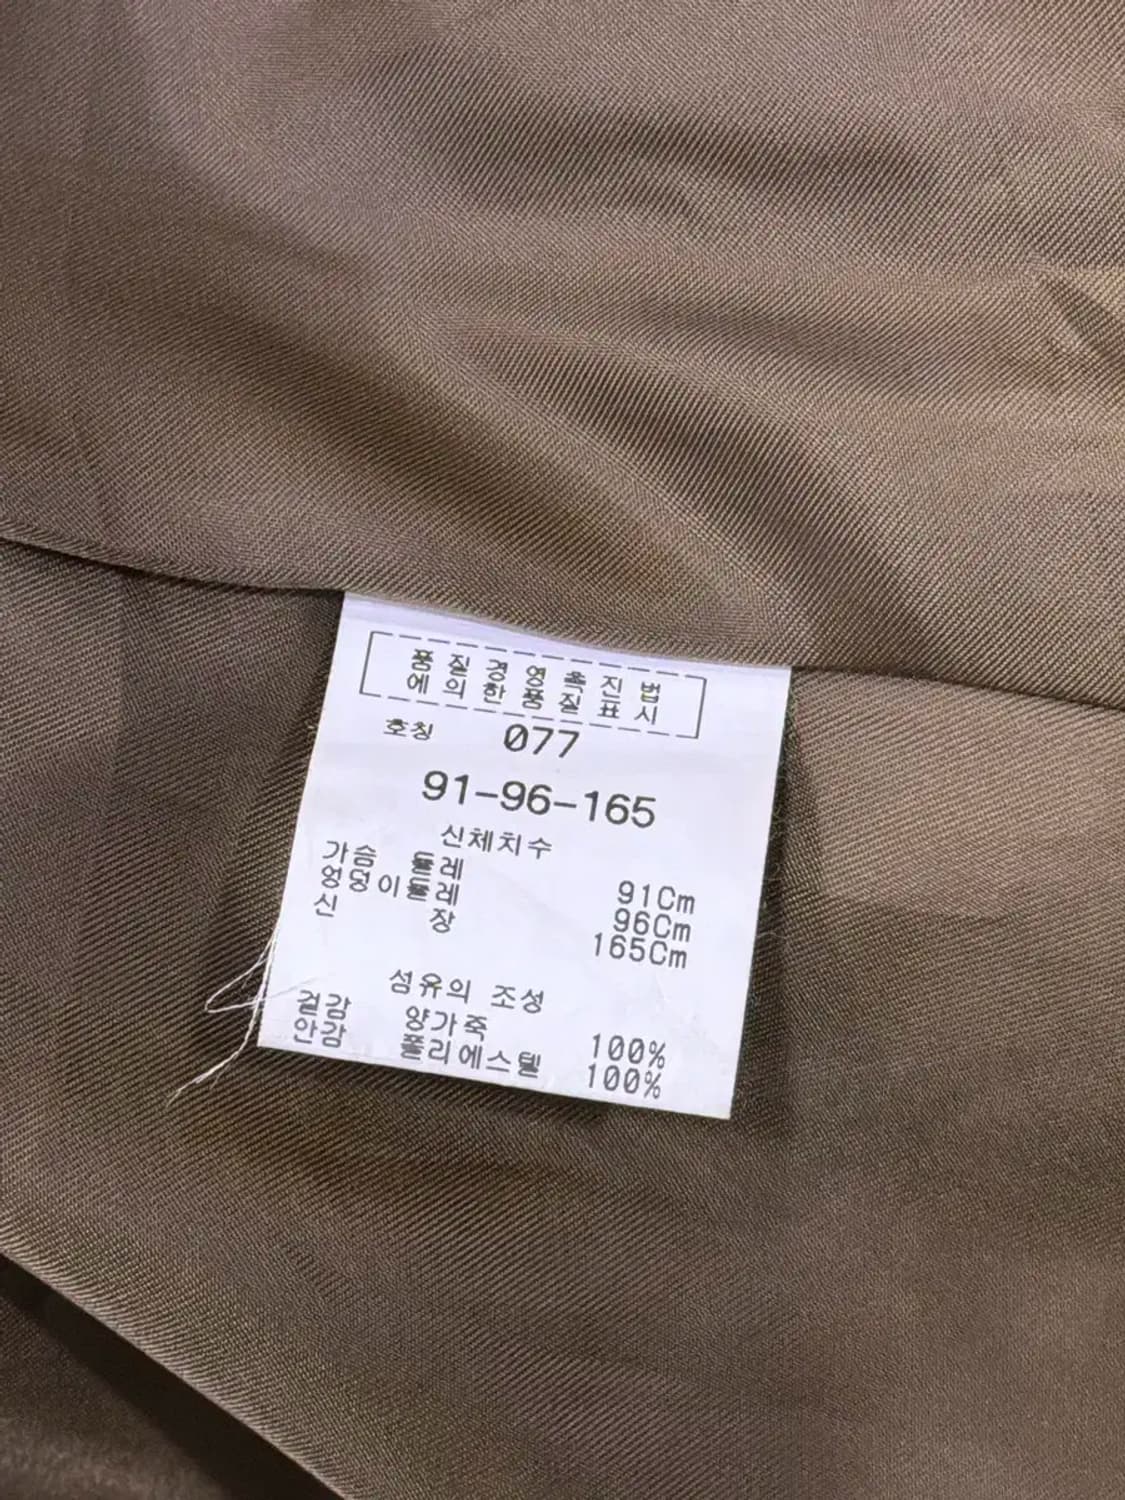 품질경영촉진법
에의한품질표시
호칭 077
91-96-165
신체치수
가슴 둘레 91Cm
엉덩이둘레 96Cm
신 장 165Cm
섬유의 조성
겉감 양가죽 100%
안감 폴리에스텔 100%